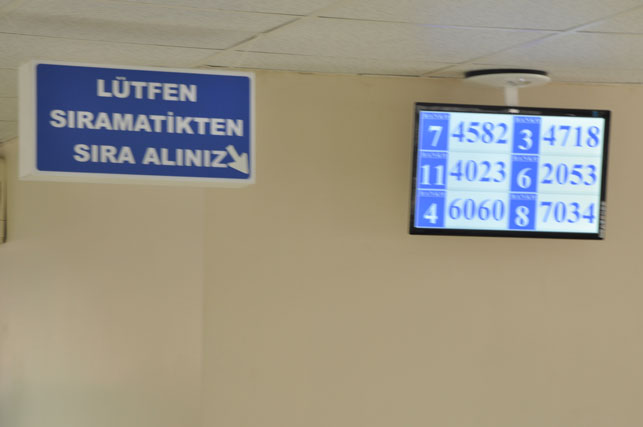 LÜTFEN
SIRAMATİKTEN
SIRA ALINIZ
7 4582 3 4718
11 4023 6 2053
4 6060 8 7034